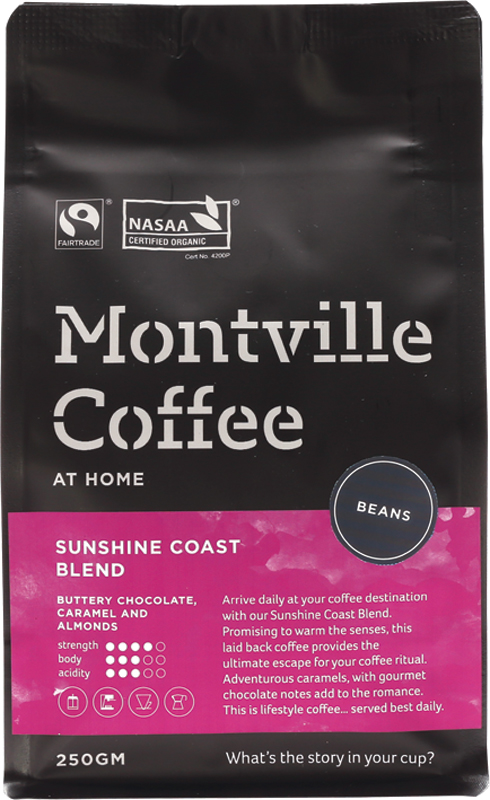 FAIRTRADE
®
NASAA
®
CERTIFIED ORGANIC
Cert No. 4200P
Montville
Coffee
AT HOME
BEANS
SUNSHINE COAST
BLEND
BUTTERY CHOCOLATE,
CARAMEL AND
ALMONDS
strength
body
acidity
Arrive daily at your coffee destination
with our Sunshine Coast Blend.
Promising to warm the senses, this
laid back coffee provides the
ultimate escape for your coffee ritual.
Adventurous caramels, with gourmet
chocolate notes add to the romance.
This is lifestyle coffee... served best daily.
250GM
What's the story in your cup?